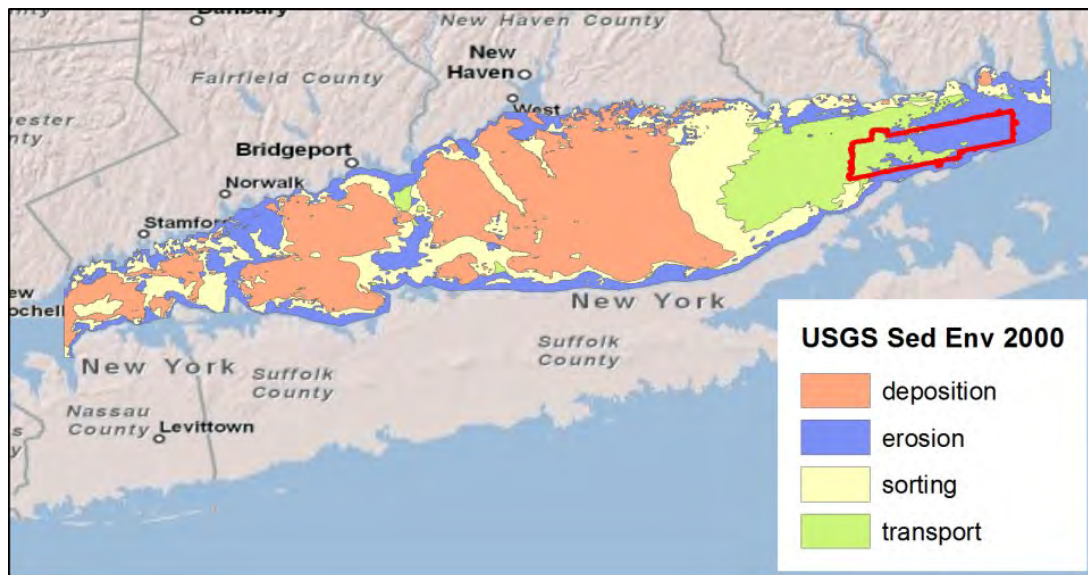 Danbury
New Haven County
New
Haven
Fairfield County
West
Bridgeport
Norwalk
Stamford
New York
New York
Suffolk
County
Suffolk
County
Nassau
County
Levittown
USGS Sed Env 2000
deposition
erosion
sorting
transport